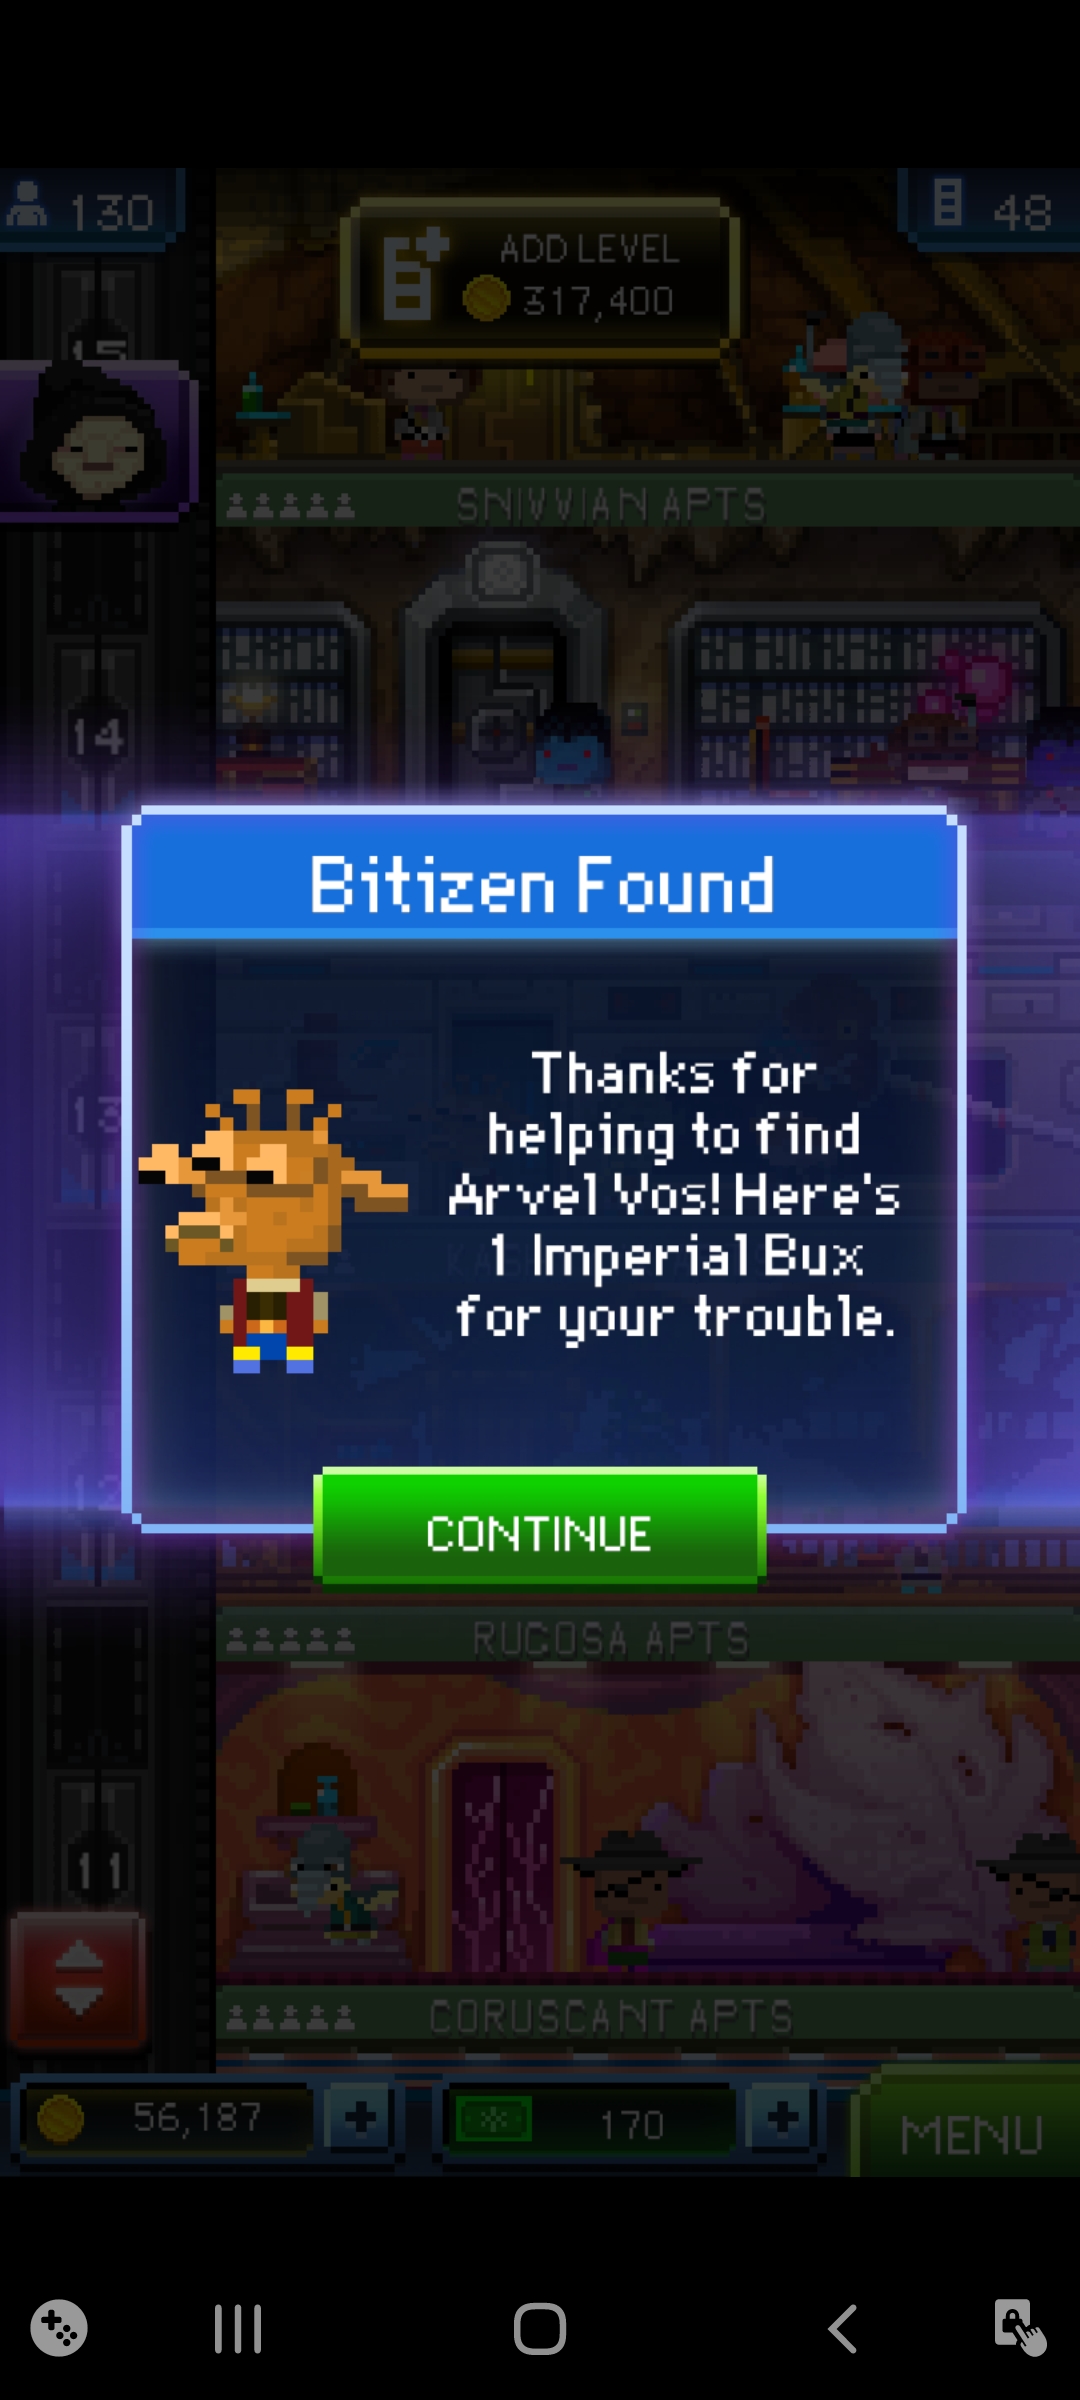 130
ADD LEVEL
317,400
48
15
SNIVVIAN APTS
14
Bitizen Found
Thanks for
helping to find
Arvel Vos! Here's
1 Imperial Bux
for your trouble.
13
12
CONTINUE
RUCOSA APTS
11
CORUSCANT APTS
56,187
170
MENU